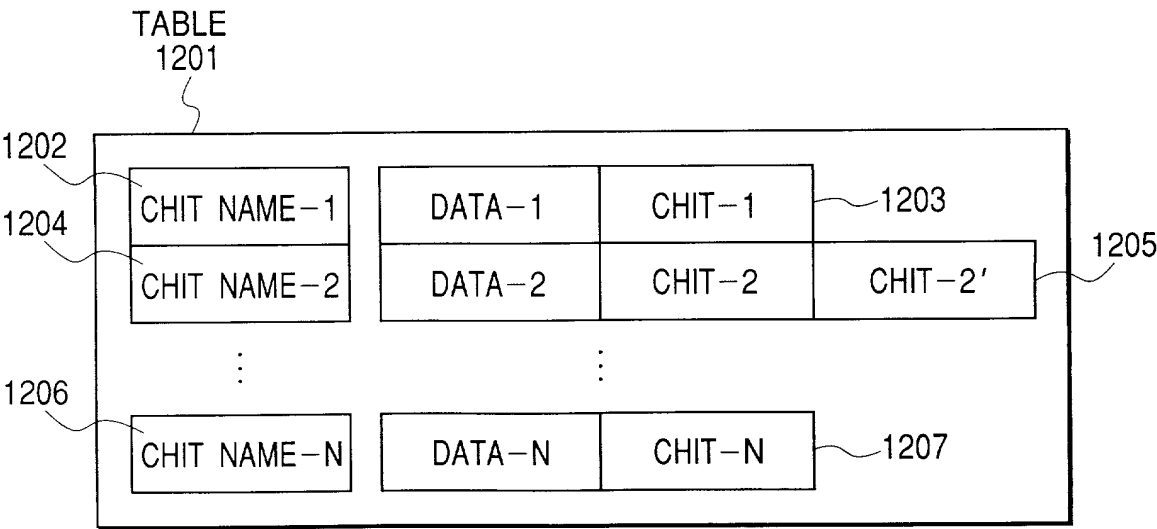 TABLE
1201
1202
CHIT NAME-1 DATA-1 CHIT-1 1203
1204
CHIT NAME-2 DATA-2 CHIT-2 CHIT-2' 1205
1206
CHIT NAME-N DATA-N CHIT-N 1207